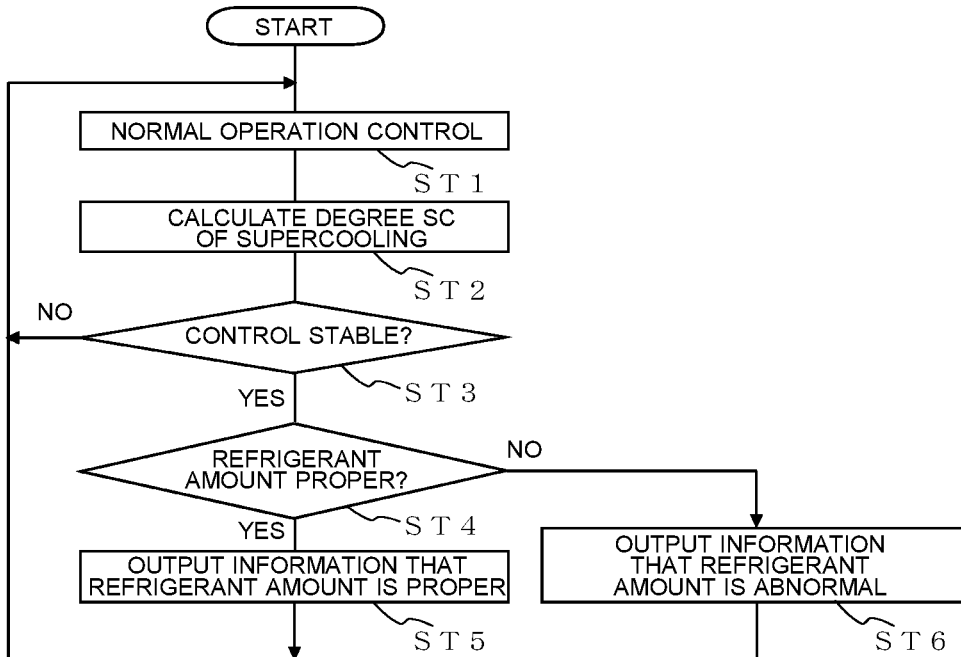 START
NORMAL OPERATION CONTROL
ST1
CALCULATE DEGREE SC
OF SUPERCOOLING
ST2
NO
CONTROL STABLE?
ST3
YES
REFRIGERANT
AMOUNT PROPER?
NO
ST4
YES
OUTPUT INFORMATION THAT
REFRIGERANT AMOUNT IS PROPER
ST5
OUTPUT INFORMATION
THAT REFRIGERANT
AMOUNT IS ABNORMAL
ST6